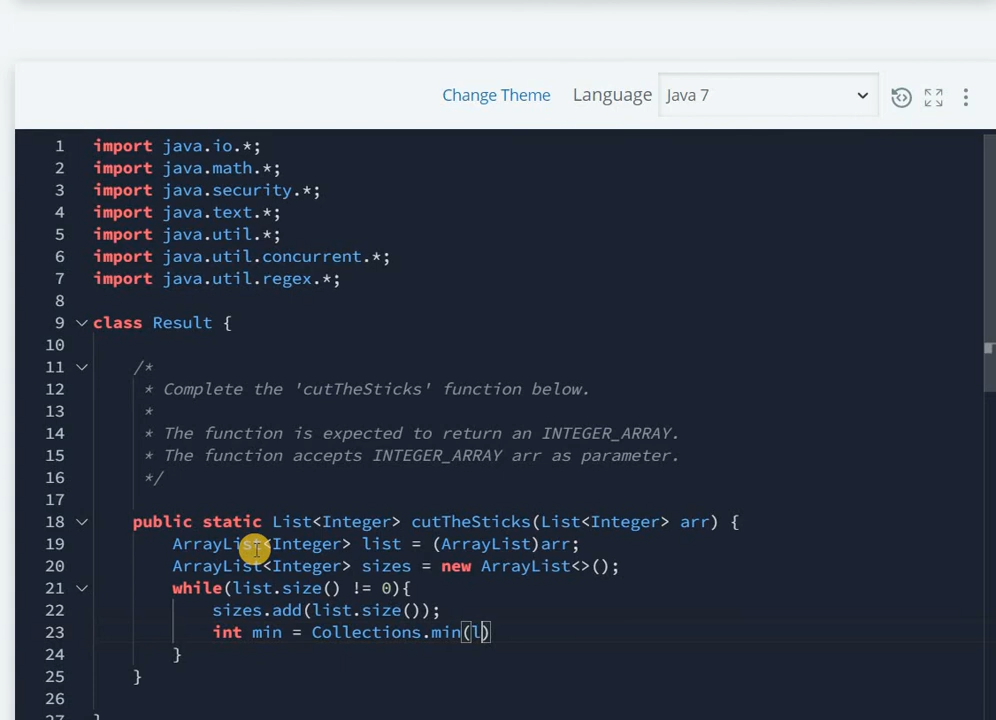 Change Theme Language Java 7
1 import java.io.*;
2 import java.math.*;
3 import java.security.*;
4 import java.text.*;
5 import java.util.*;
6 import java.util.concurrent.*;
7 import java.util.regex.*;
8
9 class Result {
10
11 /*
12 * Complete the 'cutTheSticks' function below.
13 *
14 * The function is expected to return an INTEGER_ARRAY.
15 * The function accepts INTEGER_ARRAY arr as parameter.
16 */
17
18 public static List<Integer> cutTheSticks(List<Integer> arr) {
19 ArrayList<Integer> list = (ArrayList)arr;
20 ArrayList<Integer> sizes = new ArrayList<>();
21 while(list.size() != 0){
22 sizes.add(list.size());
23 int min = Collections.min(l)
24 }
25 }
26
27 }